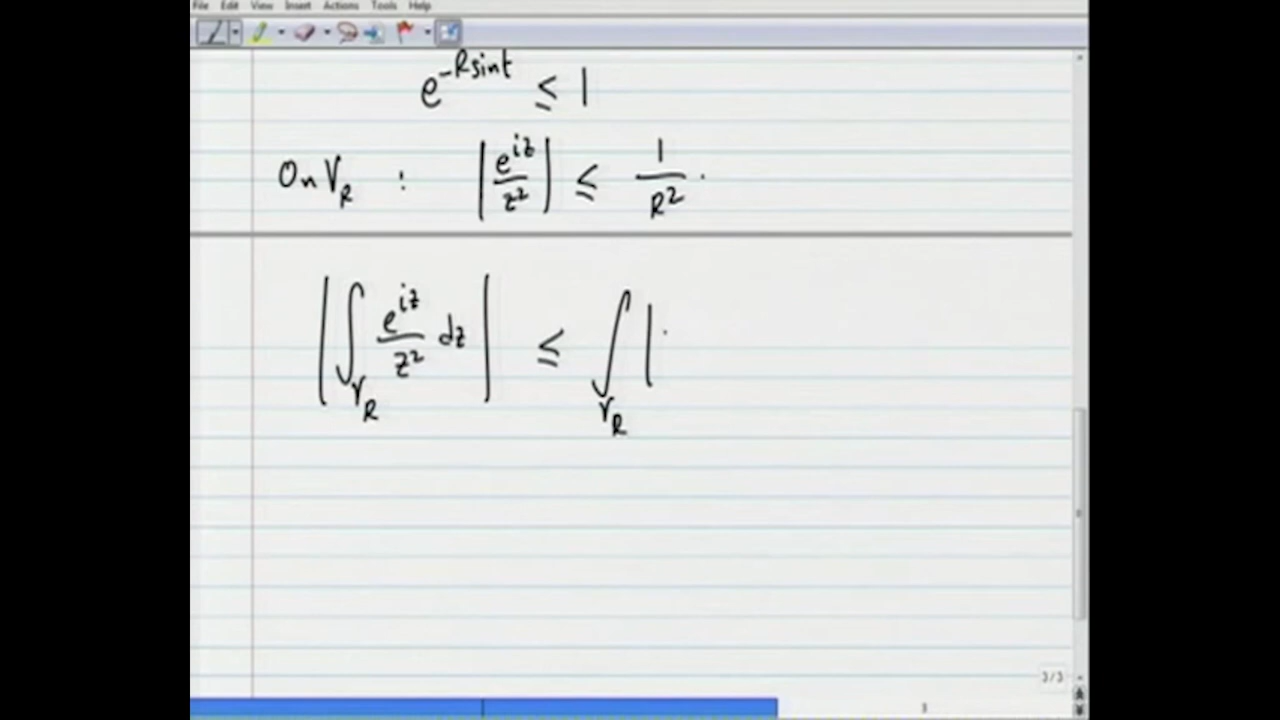 File Edit View Insert Actions Tools Help
e^{-R sin t} ≤ 1
On γ_R : |e^{iz}/z^2| ≤ 1/R^2 .
|∫_{γ_R} e^{iz}/z^2 dz| ≤ ∫_{γ_R} |
3/3
3